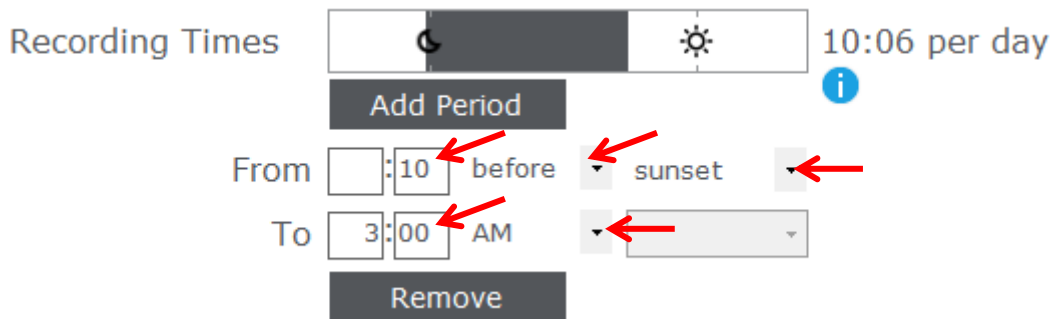 Recording Times 10:06 per day
i
Add Period
From :10 before sunset
To 3:00 AM
Remove